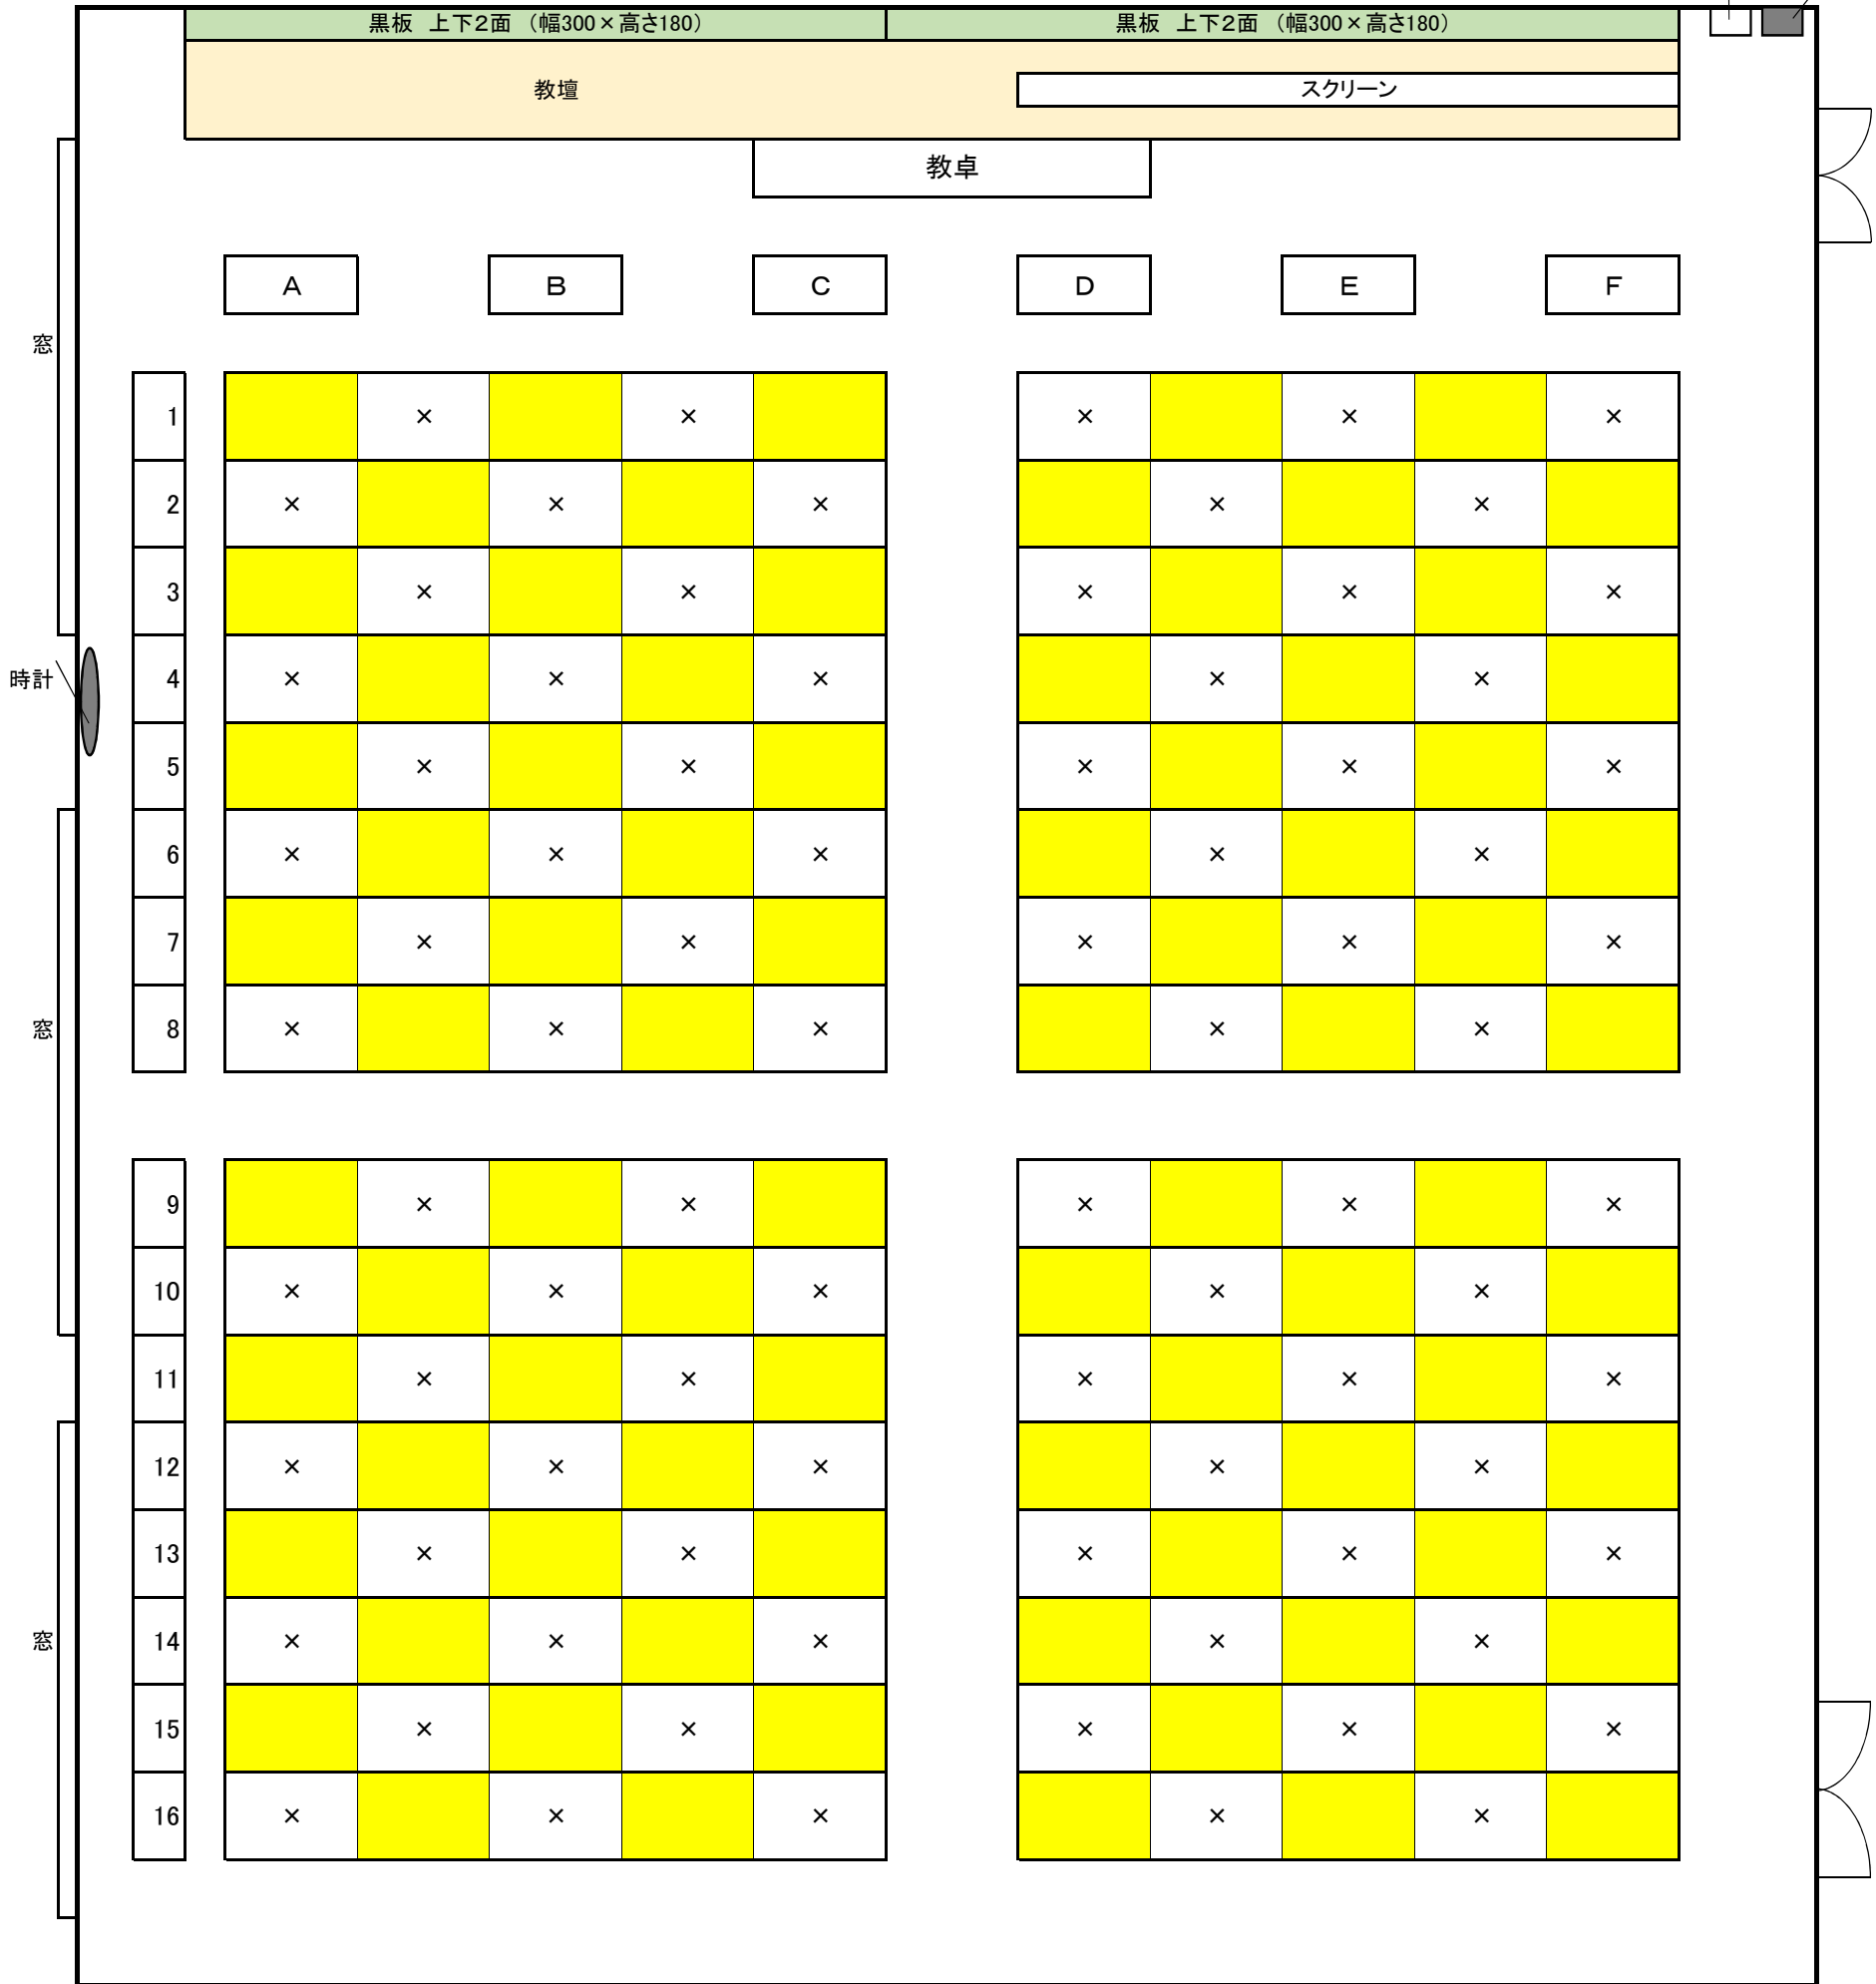 黒板 上下2面 （幅300×高さ180） 黒板 上下2面 （幅300×高さ180）
教壇 スクリーン
教卓
A B C D E F
窓
1 × × × × ×
2 × × × × ×
3 × × × × ×
時計
4 × × × × ×
5 × × × × ×
6 × × × × ×
7 × × × × ×
窓
8 × × × × ×
9 × × × × ×
10 × × × × ×
11 × × × × ×
12 × × × × ×
13 × × × × ×
窓
14 × × × × ×
15 × × × × ×
16 × × × × ×